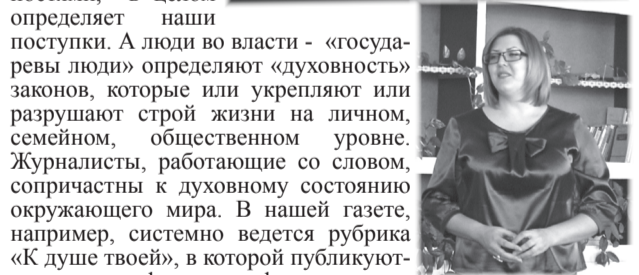 определяет наши
поступки. А люди во власти - «госуда-
ревы люди» определяют «духовность»
законов, которые или укрепляют или
разрушают строй жизни на личном,
семейном, общественном уровне.
Журналисты, работающие со словом,
сопричастны к духовному состоянию
окружающего мира. В нашей газете,
например, системно ведется рубрика
«К душе твоей», в которой публикуют-